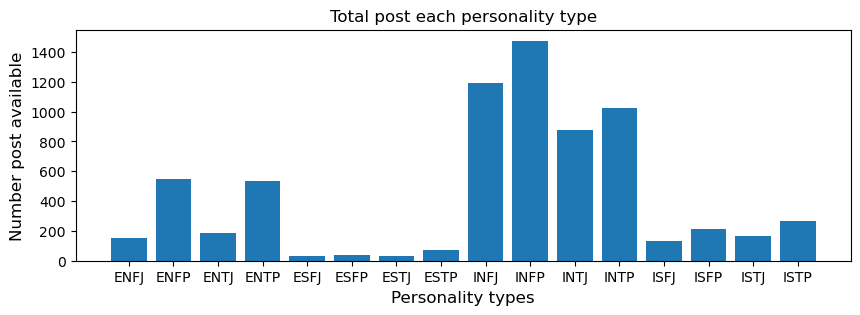 Total post each personality type
Number post available
1400
1200
1000
800
600
400
200
0
ENFJ ENFP ENTJ ENTP ESFJ ESFP ESTJ ESTP INFJ INFP INTJ INTP ISFJ ISFP ISTJ ISTP
Personality types